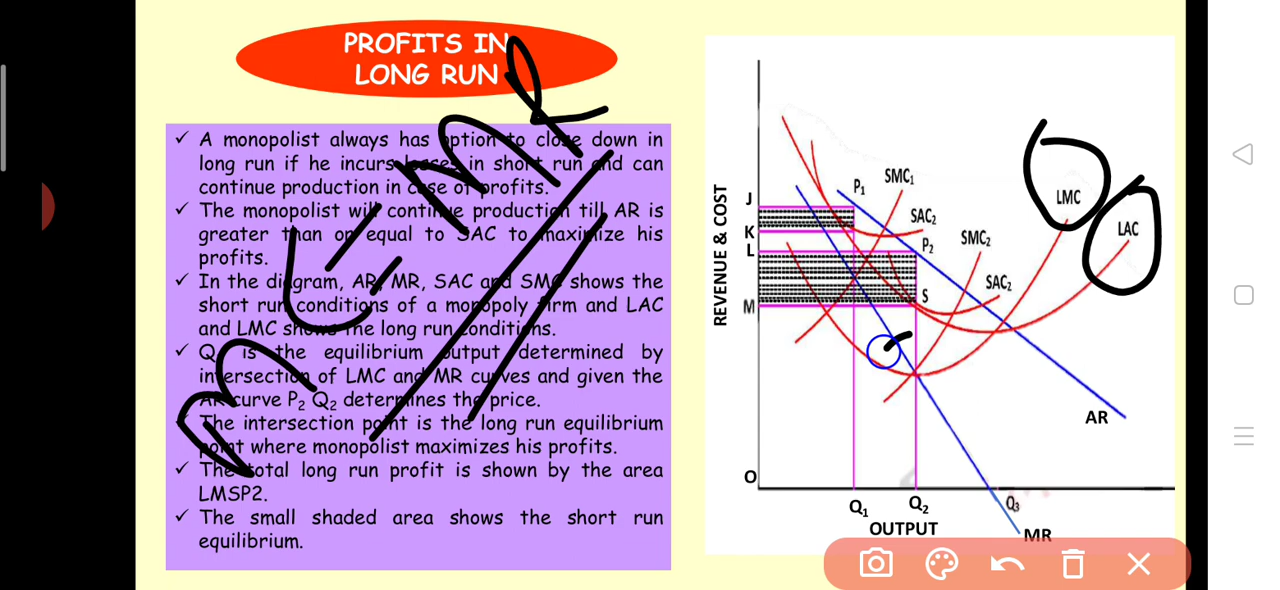 PROFITS IN
LONG RUN
✓ A monopolist always has option to close down in
long run if he incurs losses in short run and can
continue production in case of profits.
✓ The monopolist will continue production till AR is
greater than or equal to SAC to maximize his
profits.
✓ In the diagram, AR, MR, SAC and SMC shows the
short run conditions of a monopoly firm and LAC
and LMC shows the long run conditions.
✓ Q is the equilibrium output determined by
intersection of LMC and MR curves and given the
AR curve P₂ Q₂ determines the price.
✓ The intersection point is the long run equilibrium
point where monopolist maximizes his profits.
✓ The total long run profit is shown by the area
LMSP2.
✓ The small shaded area shows the short run
equilibrium.
MC = MR
REVENUE & COST
J
K
L
M
O
P₁
SMC₁
SAC₂
P₂
SMC₂
SAC₂
S
LMC
LAC
AR
Q₁
Q₂
Q₃
OUTPUT
MR